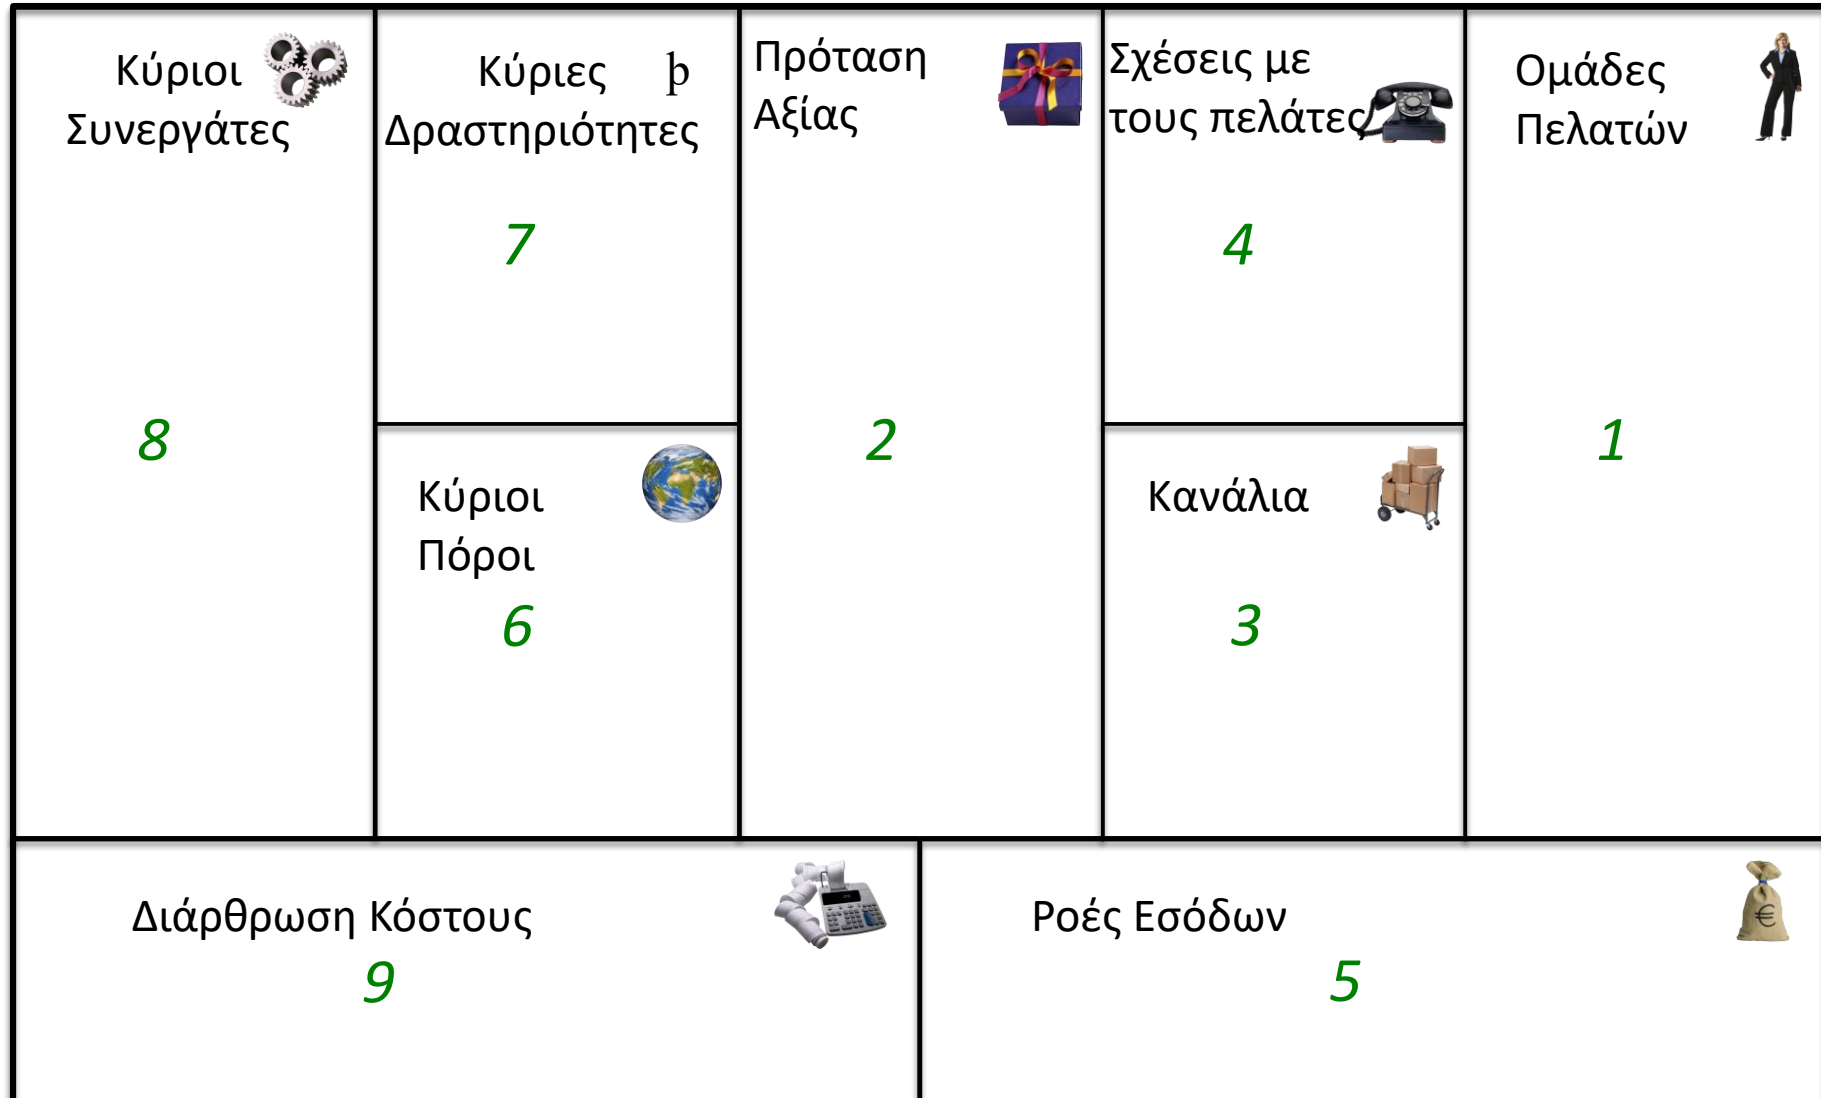 Κύριοι
Συνεργάτες
8
Κύριες þ
Δραστηριότητες
7
Κύριοι
Πόροι
6
Πρόταση
Αξίας
2
Σχέσεις με
τους πελάτες
4
Κανάλια
3
Ομάδες
Πελατών
1
Διάρθρωση Κόστους
9
Ροές Εσόδων
5
€